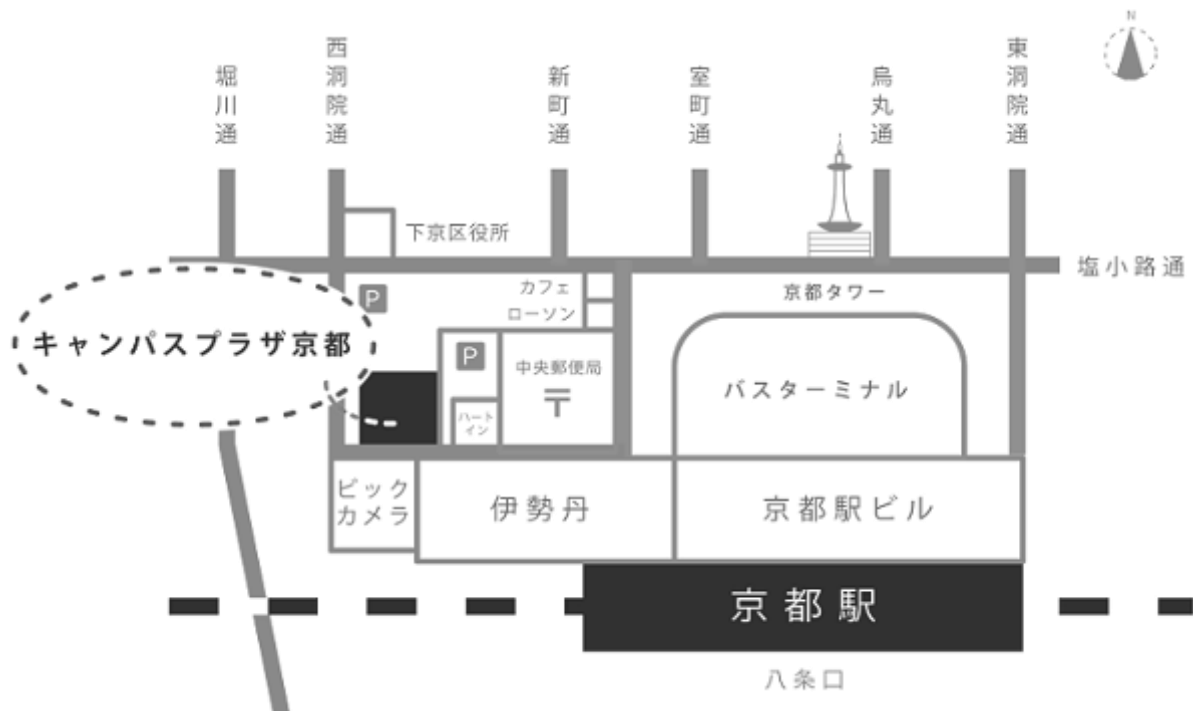 N
堀川通
西洞院通
新町通
室町通
烏丸通
東洞院通
下京区役所
塩小路通
P
カフェ
ローソン
京都タワー
キャンパスプラザ京都
P
中央郵便局
〒
バスターミナル
ハート
イン
ビック
カメラ
伊勢丹
京都駅ビル
京都駅
八条口